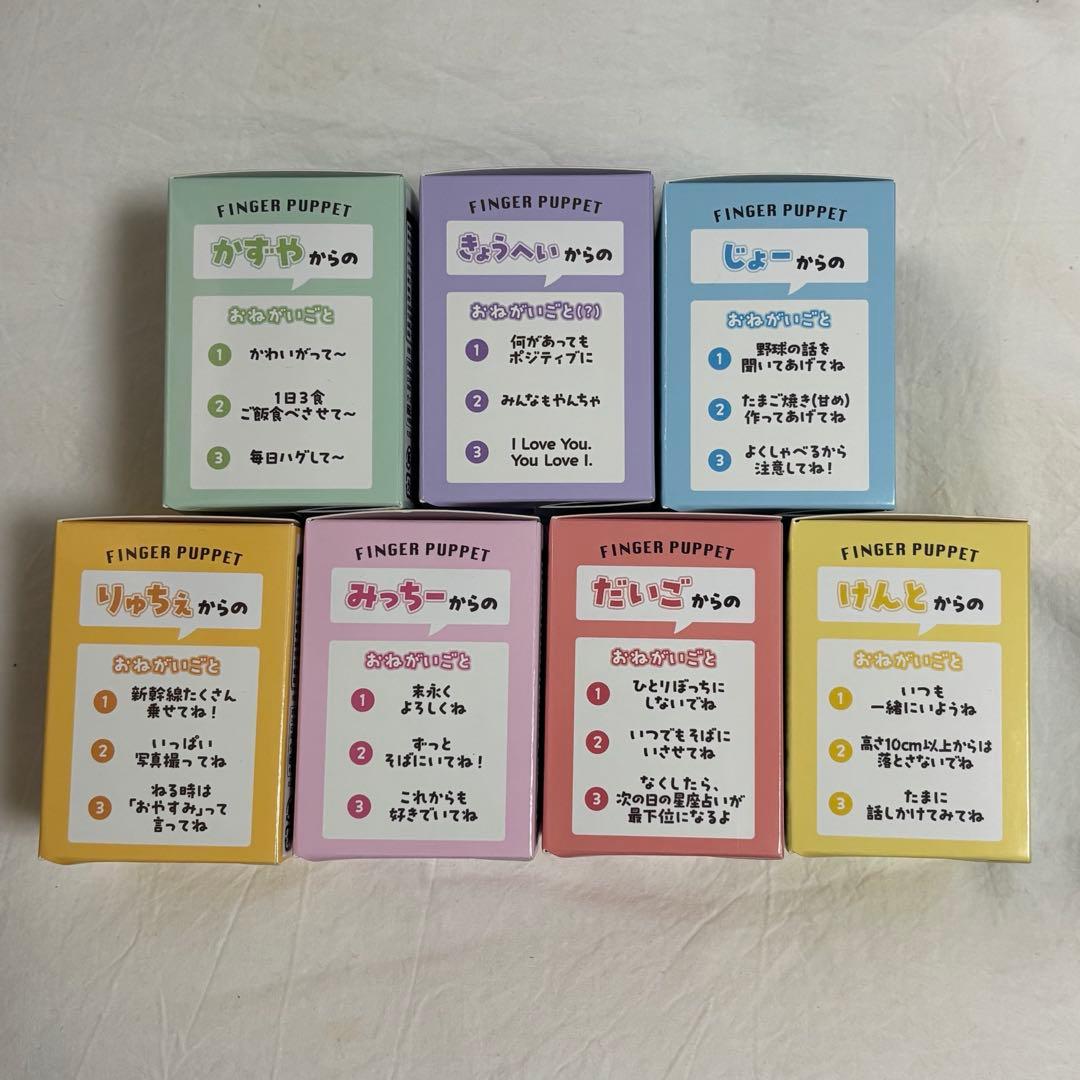 FINGER PUPPET
かずやからの
おねがいごと
1 かわいがって〜
2 1日3食
ご飯食べさせて〜
3 毎日ハグして〜
FINGER PUPPET
きょうへいからの
おねがいごと(?)
1 何があっても
ポジティブに
2 みんなもやんちゃ
3 I Love You.
You Love I.
FINGER PUPPET
じょーからの
おねがいごと
1 野球の話を
聞いてあげてね
2 たまご焼き(甘め)
作ってあげてね
3 よくしゃべるから
注意してね!
FINGER PUPPET
りゅちぇからの
おねがいごと
1 新幹線たくさん
乗せてね!
2 いっぱい
写真撮ってね
3 ねる時は
「おやすみ」って
言ってね
FINGER PUPPET
みっちーからの
おねがいごと
1 末永く
よろしくね
2 ずっと
そばにいてね!
3 これからも
好きでいてね
FINGER PUPPET
だいごからの
おねがいごと
1 ひとりぼっちに
しないでね
2 いつでもそばに
いさせてね
3 なくしたら、
次の日の星座占いが
最下位になるよ
FINGER PUPPET
けんとからの
おねがいごと
1 いつも
一緒にいようね
2 高さ10cm以上からは
落とさないでね
3 たまに
話しかけてみてね